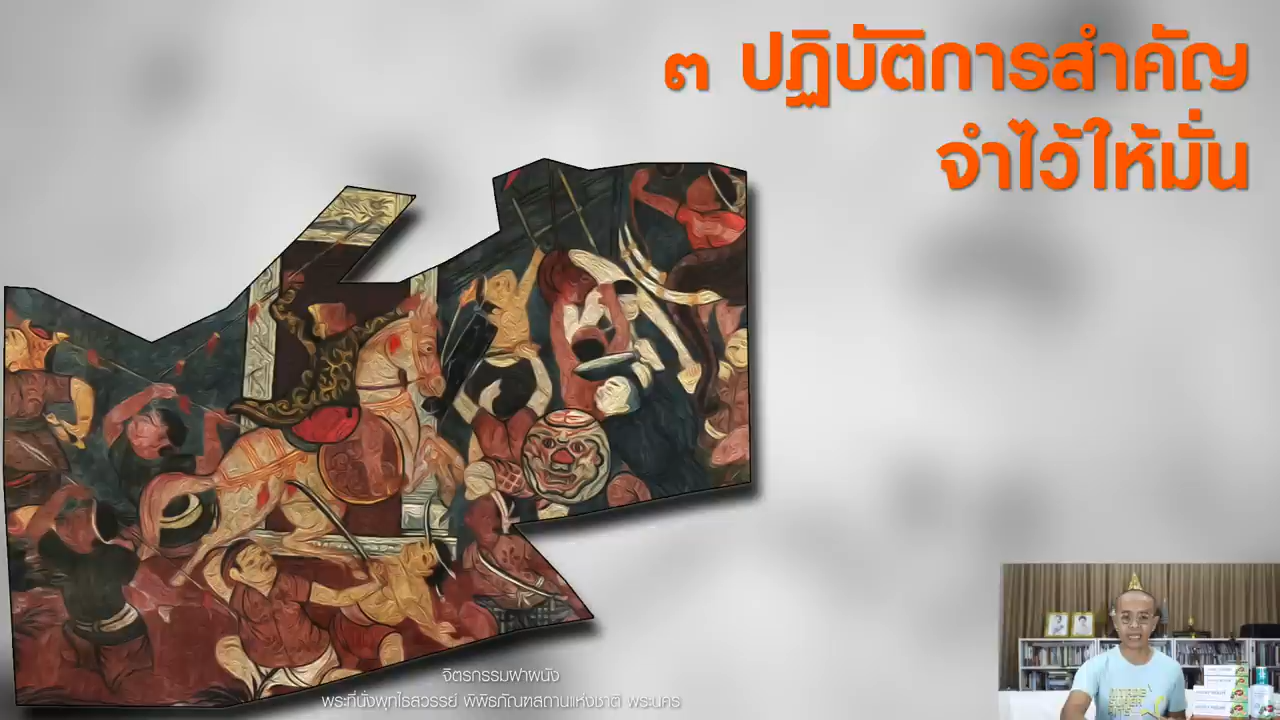 ๓ ปฏิบัติการสำคัญ
จำไว้ให้มั่น
จิตรกรรมฝาผนัง
พระที่นั่งพุทไธสวรรย์ พิพิธภัณฑสถานแห่งชาติ พระนคร